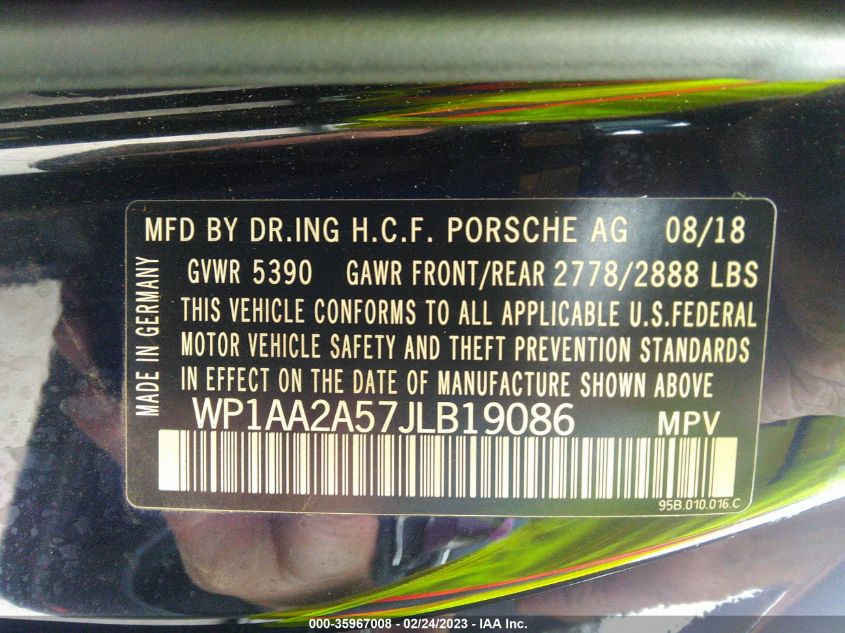 MFD BY DR.ING H.C.F. PORSCHE AG 08/18
GVWR 5390 GAWR FRONT/REAR 2778/2888 LBS
THIS VEHICLE CONFORMS TO ALL APPLICABLE U.S.FEDERAL
MOTOR VEHICLE SAFETY AND THEFT PREVENTION STANDARDS
IN EFFECT ON THE DATE OF MANUFACTURE SHOWN ABOVE
MADE IN GERMANY
WP1AA2A57JLB19086 MPV
95B.010.016.C
000-35967008 - 02/24/2023 - IAA Inc.